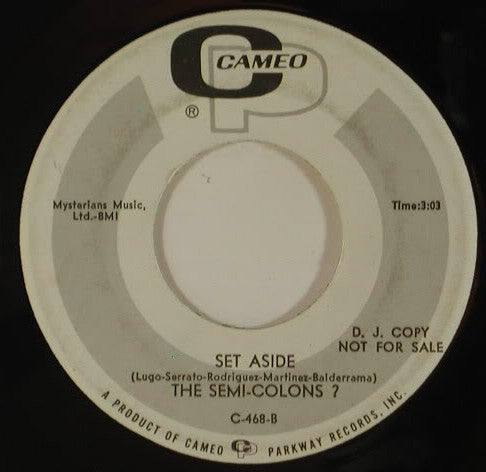 C CAMEO
P
®
Mysterians Music,
Ltd.-BMI
Time:3:03
D. J. COPY
NOT FOR SALE
SET ASIDE
(Lugo-Serrato-Rodriguez-Martinez-Balderrama)
THE SEMI-COLONS ?
C-468-B
A PRODUCT OF CAMEO CP PARKWAY RECORDS, INC.